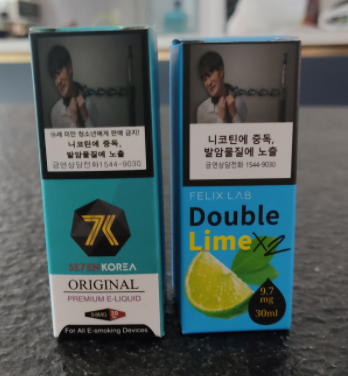 19세 미만 청소년에게 판매 금지!
니코틴에 중독,
발암물질에 노출
금연상담전화 1544-9030
7K
SE7EN KOREA
ORIGINAL
PREMIUM E-LIQUID
For All E-smoking Devices
니코틴에 중독,
발암물질에 노출
금연상담전화 1544-9030
FELIX LAB
Double
Lime X2
9.7
mg
30ml